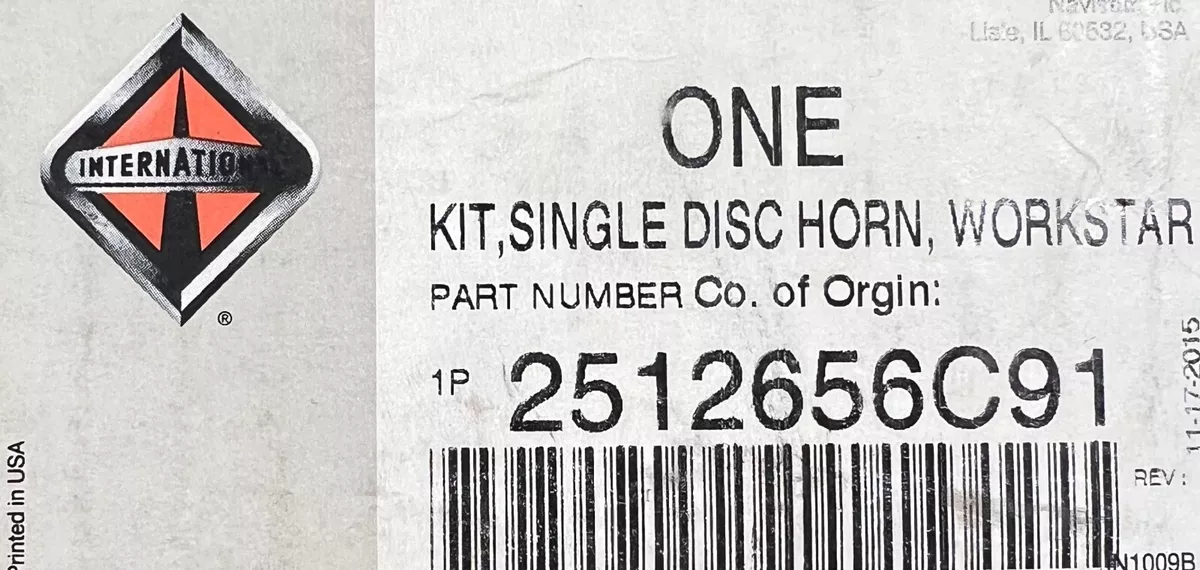 INTERNATIONAL
®
Printed in USA
Lisle, IL 60532, USA
ONE
KIT,SINGLE DISC HORN, WORKSTAR
PART NUMBER Co. of Orgin:
1P 2512656C91
11-17-2015
REV:
N1009B